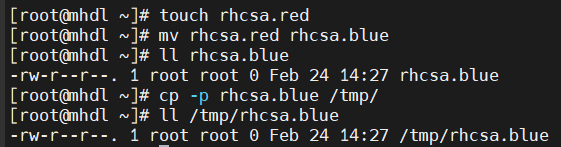 [root@mhdl ~]# touch rhcsa.red
[root@mhdl ~]# mv rhcsa.red rhcsa.blue
[root@mhdl ~]# ll rhcsa.blue
-rw-r--r--. 1 root root 0 Feb 24 14:27 rhcsa.blue
[root@mhdl ~]# cp -p rhcsa.blue /tmp/
[root@mhdl ~]# ll /tmp/rhcsa.blue
-rw-r--r--. 1 root root 0 Feb 24 14:27 /tmp/rhcsa.blue